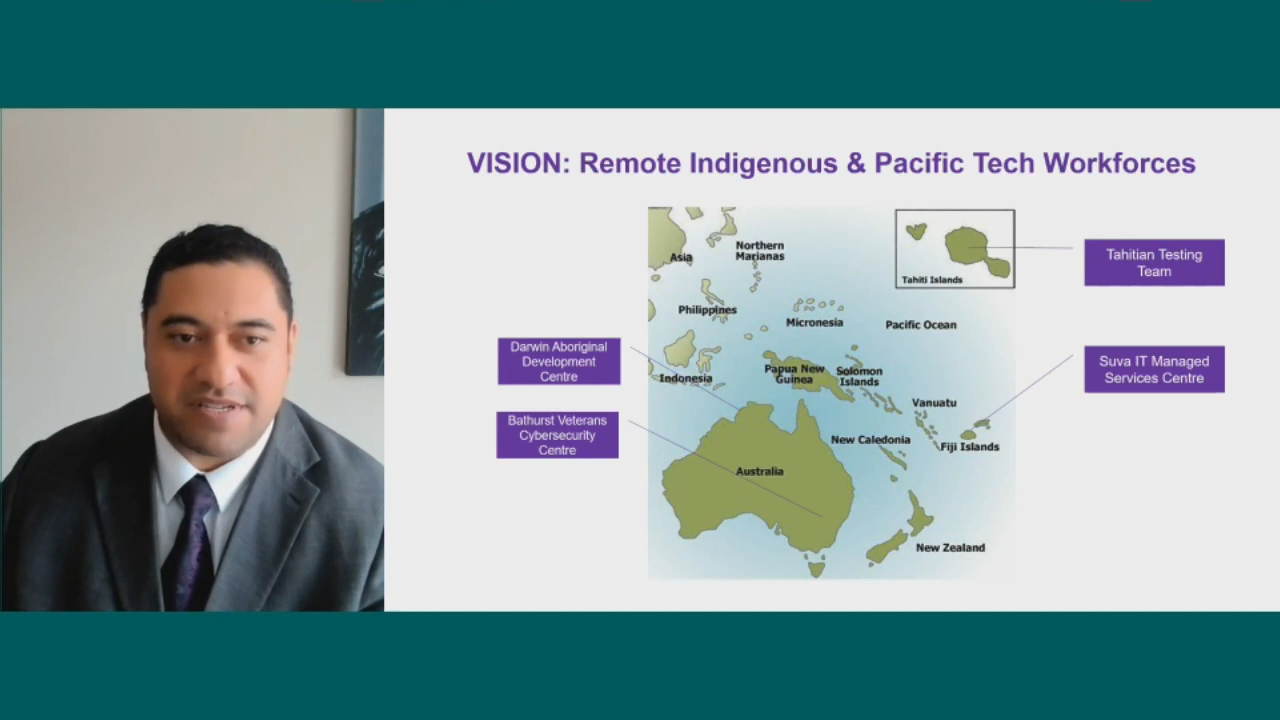 VISION: Remote Indigenous & Pacific Tech Workforces
Asia
Northern
Marianas
Tahiti Islands
Tahitian Testing
Team
Philippines
Micronesia
Pacific Ocean
Darwin Aboriginal
Development
Centre
Indonesia
Papua New
Guinea
Solomon
Islands
Suva IT Managed
Services Centre
Vanuatu
Bathurst Veterans
Cybersecurity
Centre
New Caledonia
Fiji Islands
Australia
New Zealand